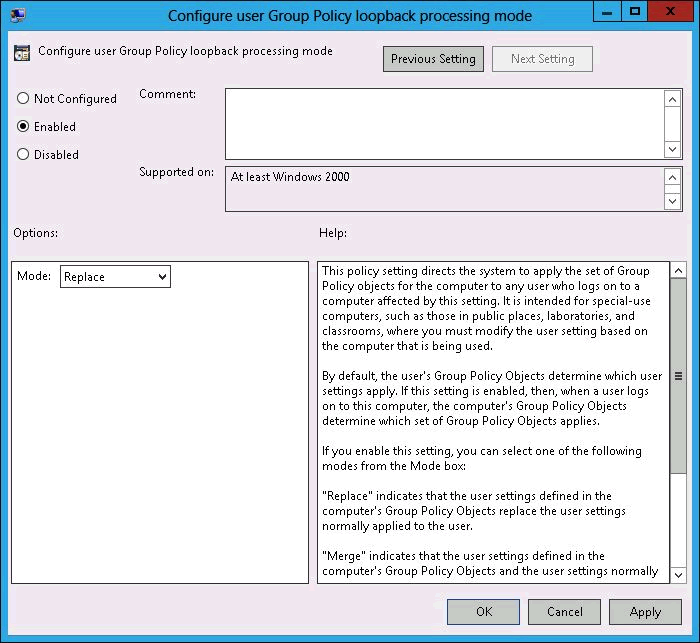 Configure user Group Policy loopback processing mode
Configure user Group Policy loopback processing mode
Previous Setting
Next Setting
Not Configured
Comment:
Enabled
Disabled
Supported on:
At least Windows 2000
Options:
Help:
Mode:
Replace
This policy setting directs the system to apply the set of Group
Policy objects for the computer to any user who logs on to a
computer affected by this setting. It is intended for special-use
computers, such as those in public places, laboratories, and
classrooms, where you must modify the user setting based on
the computer that is being used.
By default, the user's Group Policy Objects determine which user
settings apply. If this setting is enabled, then, when a user logs
on to this computer, the computer's Group Policy Objects
determine which set of Group Policy Objects applies.
If you enable this setting, you can select one of the following
modes from the Mode box:
"Replace" indicates that the user settings defined in the
computer's Group Policy Objects replace the user settings
normally applied to the user.
"Merge" indicates that the user settings defined in the
computer's Group Policy Objects and the user settings normally
OK
Cancel
Apply